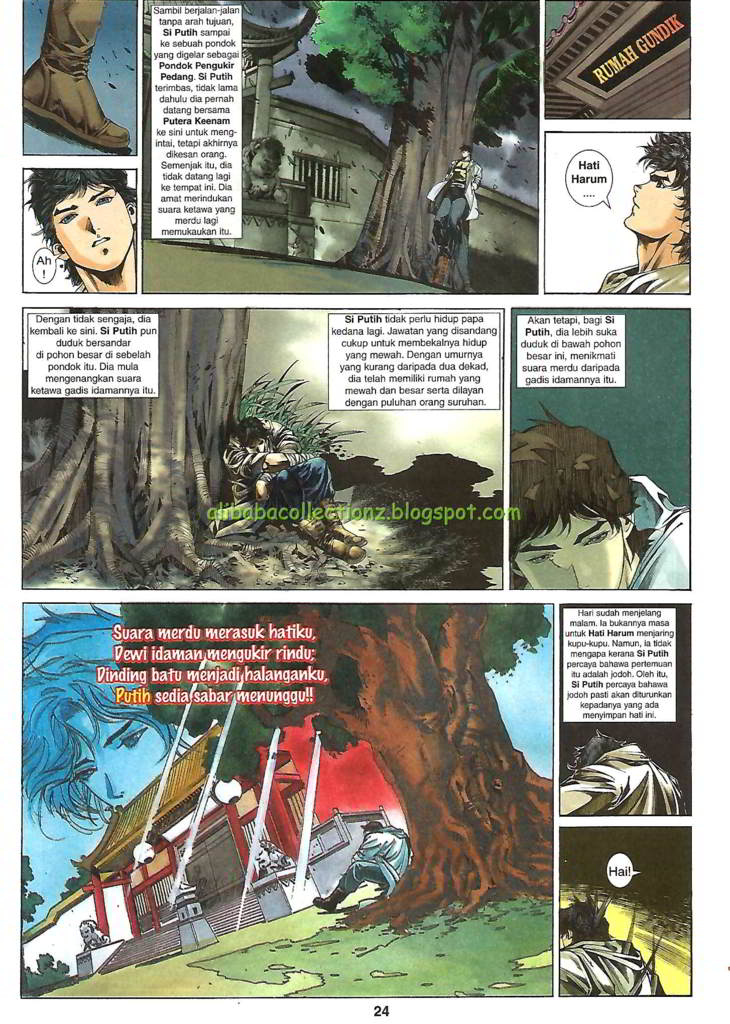 Sambil berjalan-jalan
tanpa arah tujuan,
Si Putih sampai
ke sebuah pondok
yang digelar sebagai
Pondok Pengukir
Pedang. Si Putih
terimbas, tidak lama
dahulu dia pernah
datang bersama
Putera Keenam
ke sini untuk meng-
intai, tetapi akhirnya
dikesan orang.
Semenjak itu, dia
tidak datang lagi
ke tempat ini. Dia
amat merindukan
suara ketawa yang
merdu lagi
memukaukan itu.
RUMAH GUNDIK
Ah
!
Hati
Harum
....
Dengan tidak sengaja, dia
kembali ke sini. Si Putih pun
duduk bersandar
di pohon besar di sebelah
pondok itu. Dia mula
mengenangkan suara
ketawa gadis idamannya itu.
Si Putih tidak perlu hidup papa
kedana lagi. Jawatan yang disandang
cukup untuk membekalnya hidup
yang mewah. Dengan umurnya
yang kurang daripada dua dekad,
dia telah memiliki rumah yang
mewah dan besar serta dilayan
dengan puluhan orang suruhan.
Akan tetapi, bagi Si
Putih, dia lebih suka
duduk di bawah pohon
besar ini, menikmati
suara merdu daripada
gadis idamannya itu.
alibabacollectionz.blogspot.com
Suara merdu merasuk hatiku,
Dewi idaman mengukir rindu;
Dinding batu menjadi halanganku,
Putih sedia sabar menunggu!!
Hari sudah menjelang
malam. Ia bukannya masa
untuk Hati Harum menjaring
kupu-kupu. Namun, ia tidak
mengapa kerana Si Putih
percaya bahawa pertemuan
itu adalah jodoh. Oleh itu,
Si Putih percaya bahawa
jodoh pasti akan diturunkan
kepadanya yang ada
menyimpan hati ini.
Hai!
24